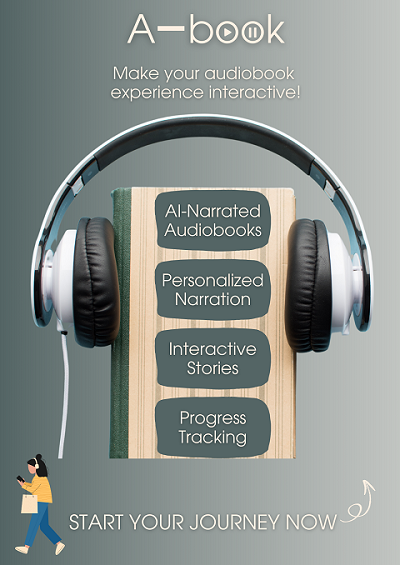 A-book
Make your audiobook
experience interactive!
AI-Narrated
Audiobooks
Personalized
Narration
Interactive
Stories
Progress
Tracking
START YOUR JOURNEY NOW